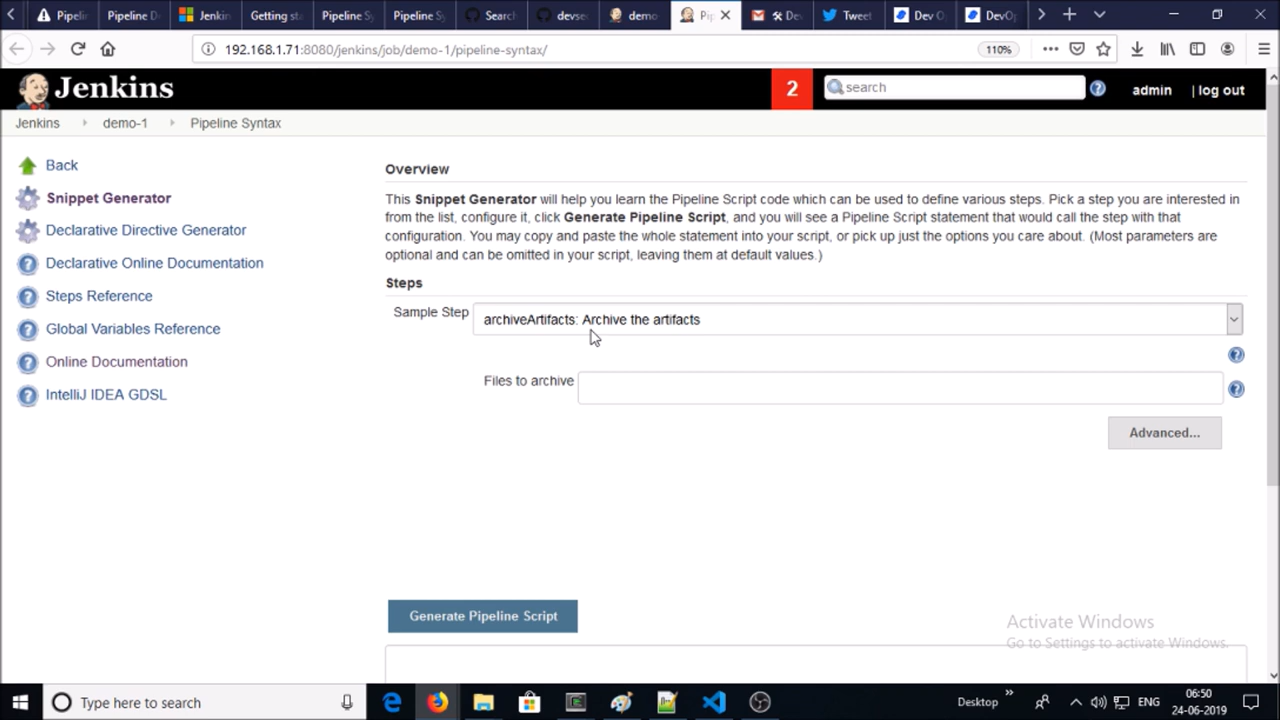 Pipelin
Pipeline D
Jenkin
Getting sta
Pipeline Sy
Pipeline Sy
Search
devsec
demo
Pip
De
Tweet
Dev O
DevOp
192.168.1.71:8080/jenkins/job/demo-1/pipeline-syntax/
110%
Jenkins
2
search
admin
| log out
Jenkins
demo-1
Pipeline Syntax
Back
Snippet Generator
Declarative Directive Generator
Declarative Online Documentation
Steps Reference
Global Variables Reference
Online Documentation
IntelliJ IDEA GDSL
Overview
This Snippet Generator will help you learn the Pipeline Script code which can be used to define various steps. Pick a step you are interested in
from the list, configure it, click Generate Pipeline Script, and you will see a Pipeline Script statement that would call the step with that
configuration. You may copy and paste the whole statement into your script, or pick up just the options you care about. (Most parameters are
optional and can be omitted in your script, leaving them at default values.)
Steps
Sample Step
archiveArtifacts: Archive the artifacts
Files to archive
Advanced...
Generate Pipeline Script
Activate Windows
Go to Settings to activate Windows.
Type here to search
Desktop
ENG
06:50
24-06-2019